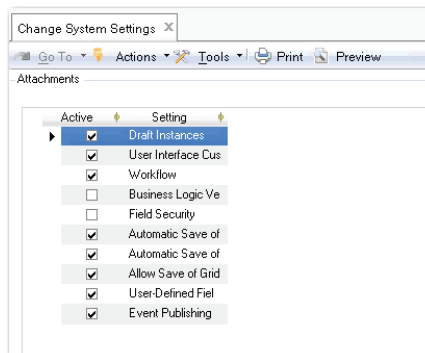 Change System Settings
Go To Actions Tools Print Preview
Attachments
Active Setting
Draft Instances
User Interface Cus
Workflow
Business Logic Ve
Field Security
Automatic Save of
Automatic Save of
Allow Save of Grid
User-Defined Fiel
Event Publishing